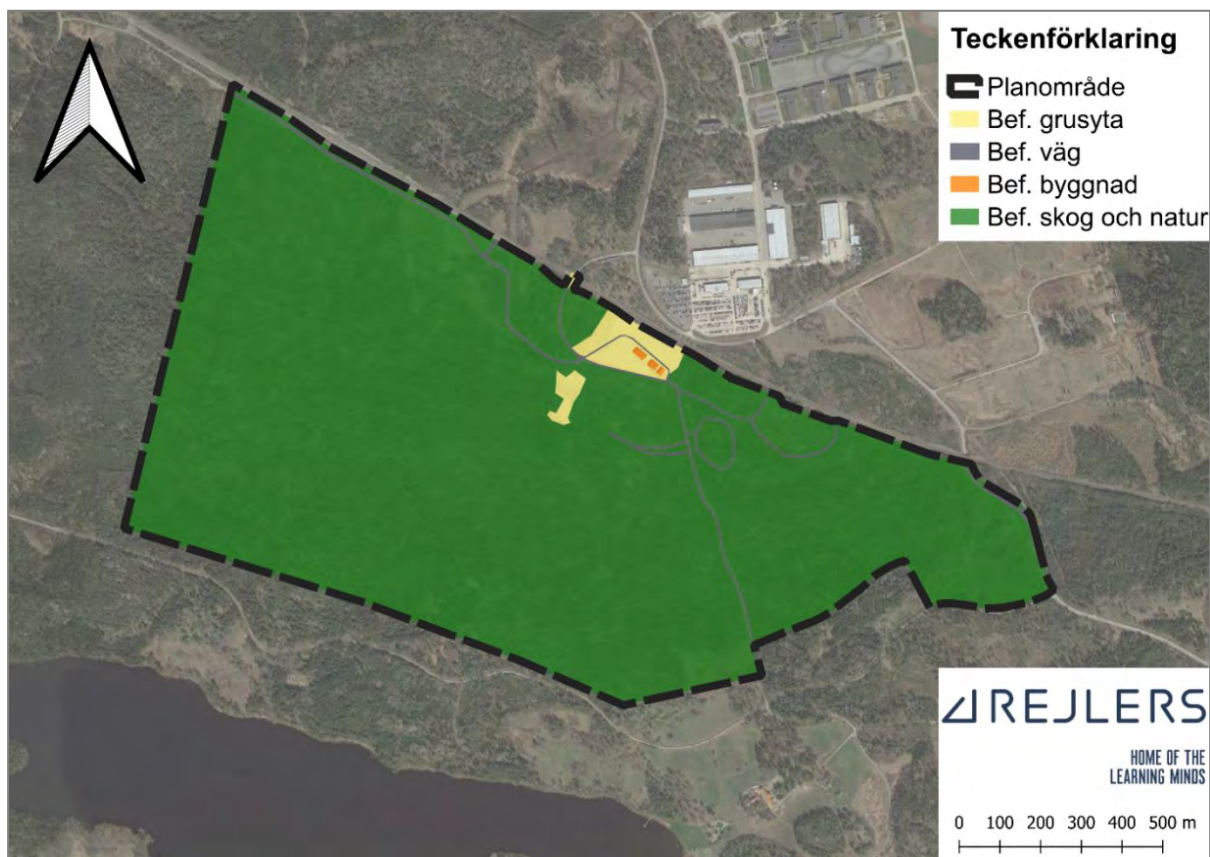 Teckenförklaring
Planområde
Bef. grusyta
Bef. väg
Bef. byggnad
Bef. skog och natur
REJLERS
HOME OF THE
LEARNING MINDS
0 100 200 300 400 500 m